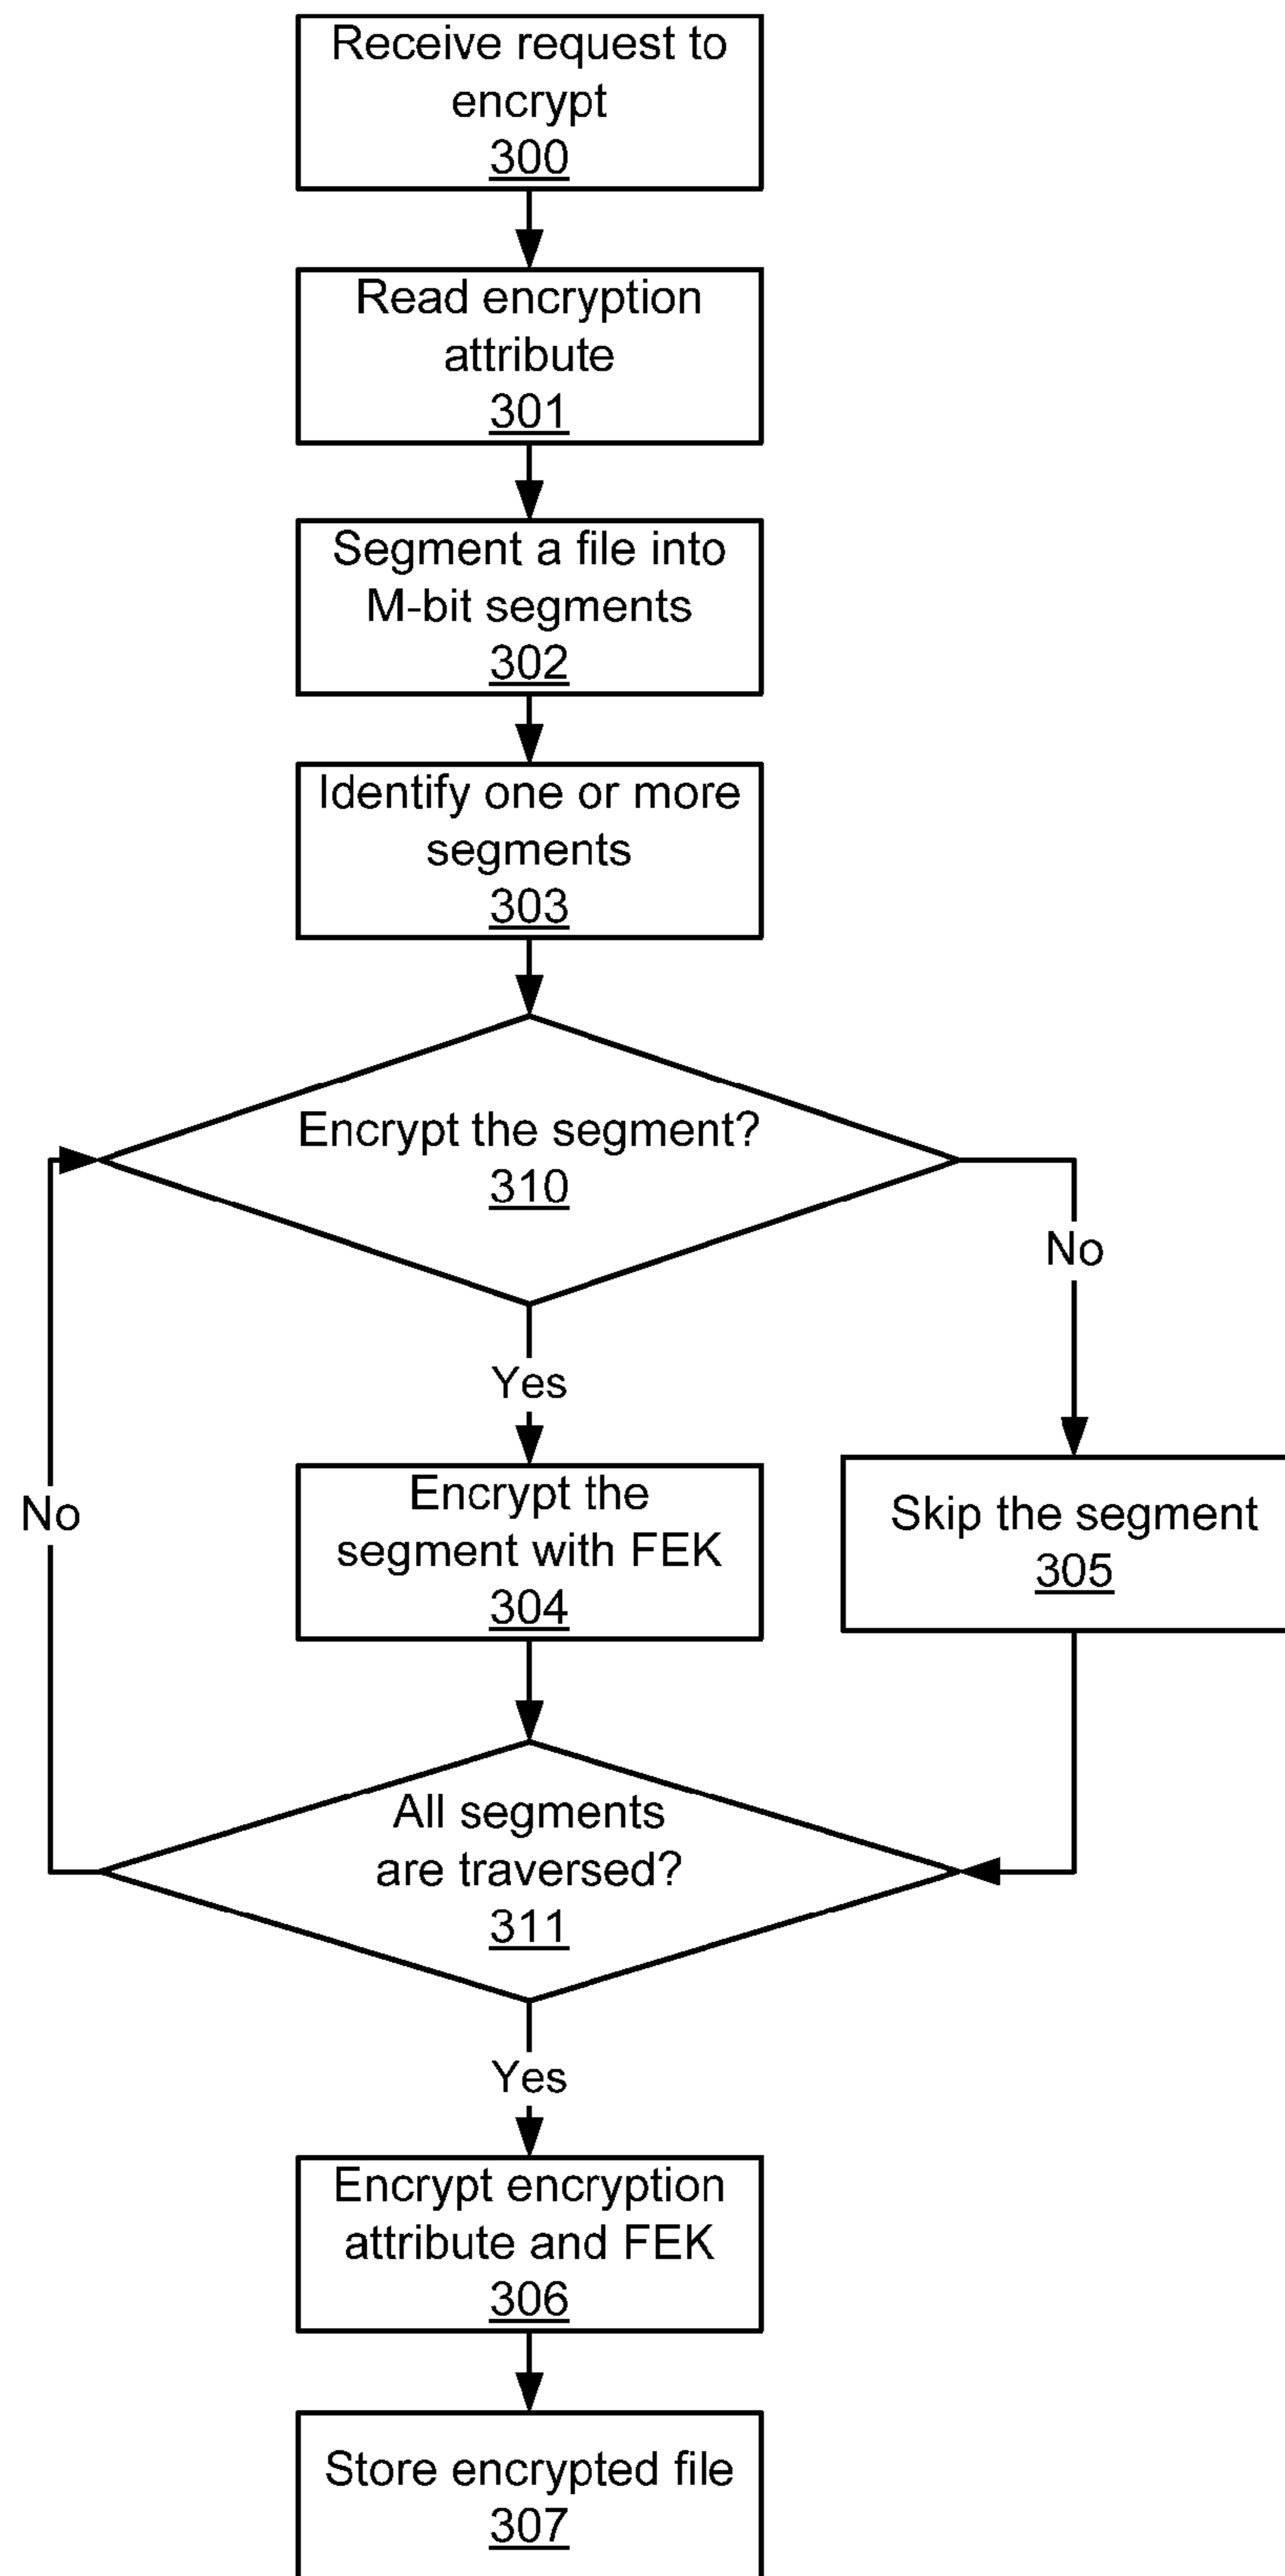 Receive request to
encrypt
300
Read encryption
attribute
301
Segment a file into
M-bit segments
302
Identify one or more
segments
303
Encrypt the segment?
310
No
Yes
Encrypt the
segment with FEK
304
No
Skip the segment
305
All segments
are traversed?
311
Yes
Encrypt encryption
attribute and FEK
306
Store encrypted file
307